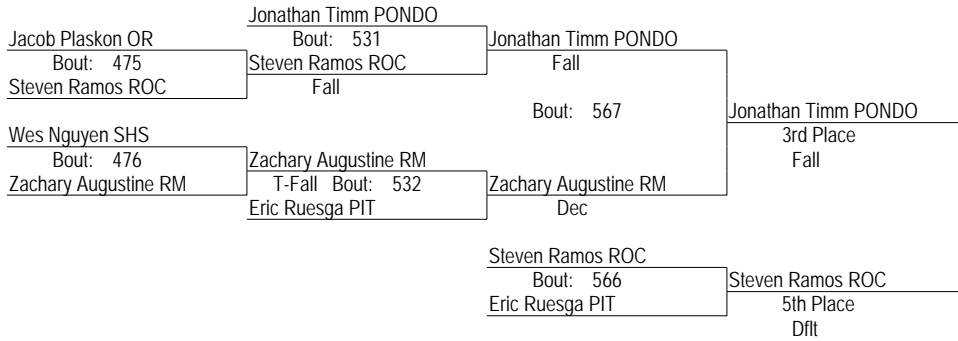 Jonathan Timm PONDO
Jacob Plaskon OR
Bout: 531
Jonathan Timm PONDO
Bout: 475
Steven Ramos ROC
Fall
Steven Ramos ROC
Fall
Bout: 567
Jonathan Timm PONDO
Wes Nguyen SHS
3rd Place
Bout: 476
Zachary Augustine RM
Fall
Zachary Augustine RM
T-Fall Bout: 532
Zachary Augustine RM
Eric Ruesga PIT
Dec
Steven Ramos ROC
Bout: 566
Steven Ramos ROC
Eric Ruesga PIT
5th Place
Dflt